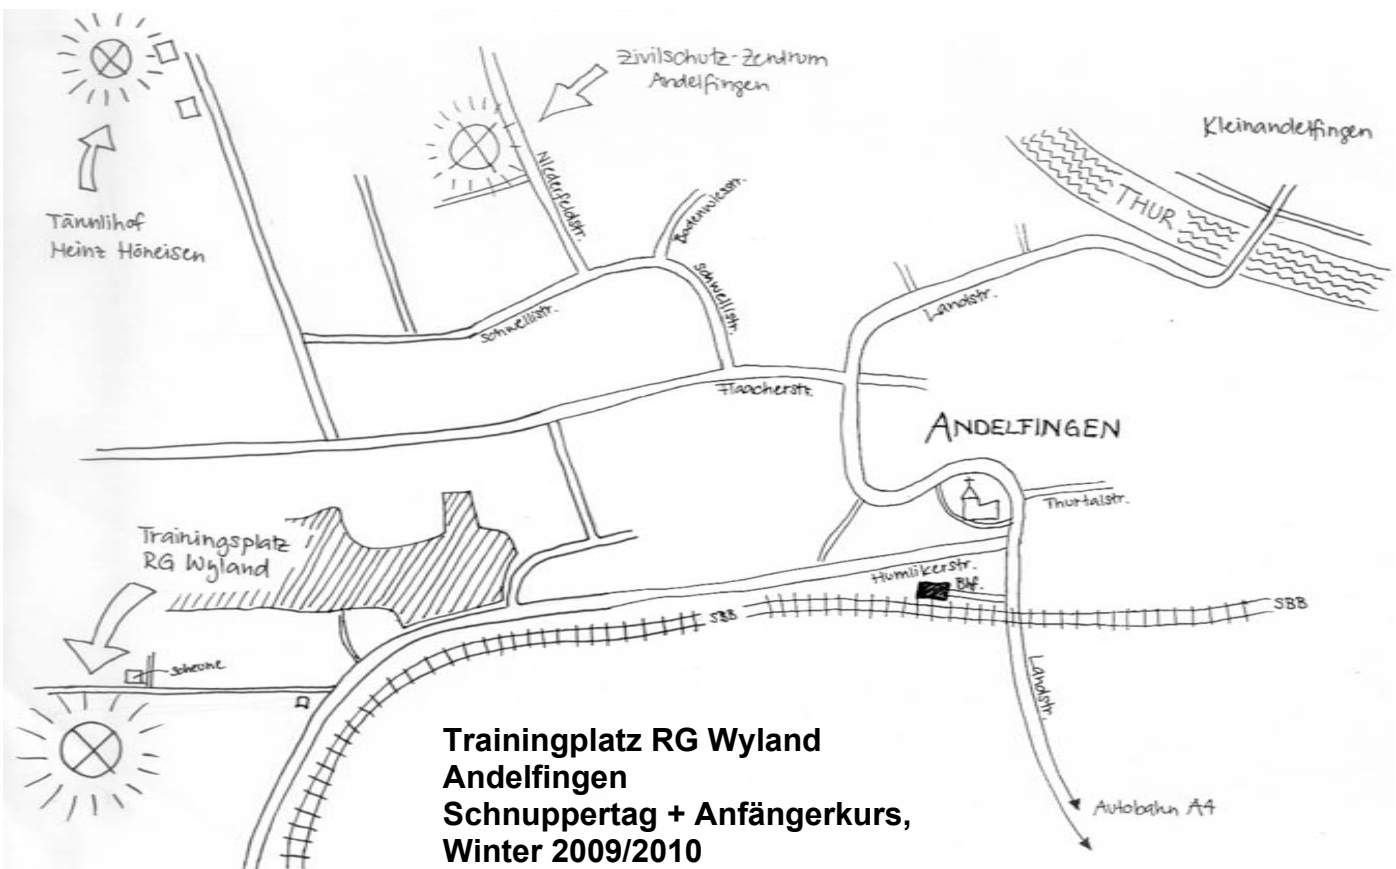 Zivilschutz-Zentrum
Andelfingen
Kleinandelfingen
THUR
Tännlihof
Heinz Höneisen
Niederfeldstr.
Bodenwiesstr.
Schwellistr.
Schwellistr.
Landstr.
Flaacherstr.
ANDELFINGEN
Thurtalstr.
Trainingsplatz
RG Wyland
Humlikerstr.
Bhf.
SBB
SBB
Scheune
Landstr.
Autobahn A4
Trainingplatz RG Wyland
Andelfingen
Schnuppertag + Anfängerkurs,
Winter 2009/2010